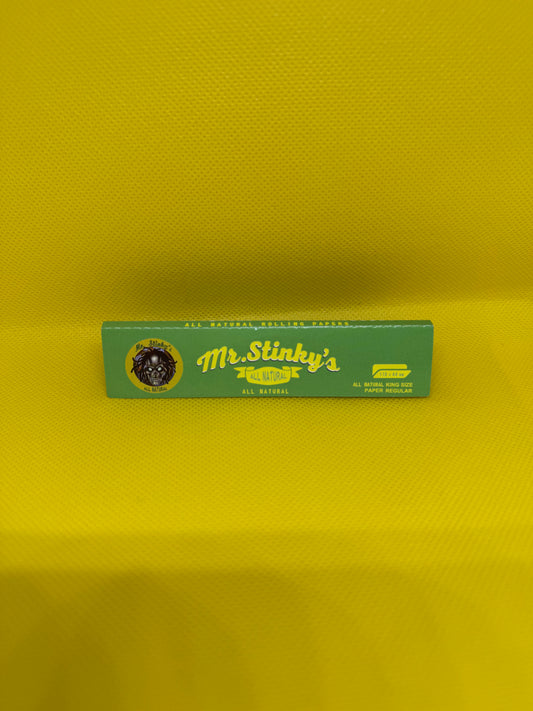 ALL NATURAL ROLLING PAPERS
Mr. Stinky's
ALL NATURAL
Mr. Stinky's
ALL NATURAL
ALL NATURAL
ALL NATURAL KING SIZE
PAPER REGULAR